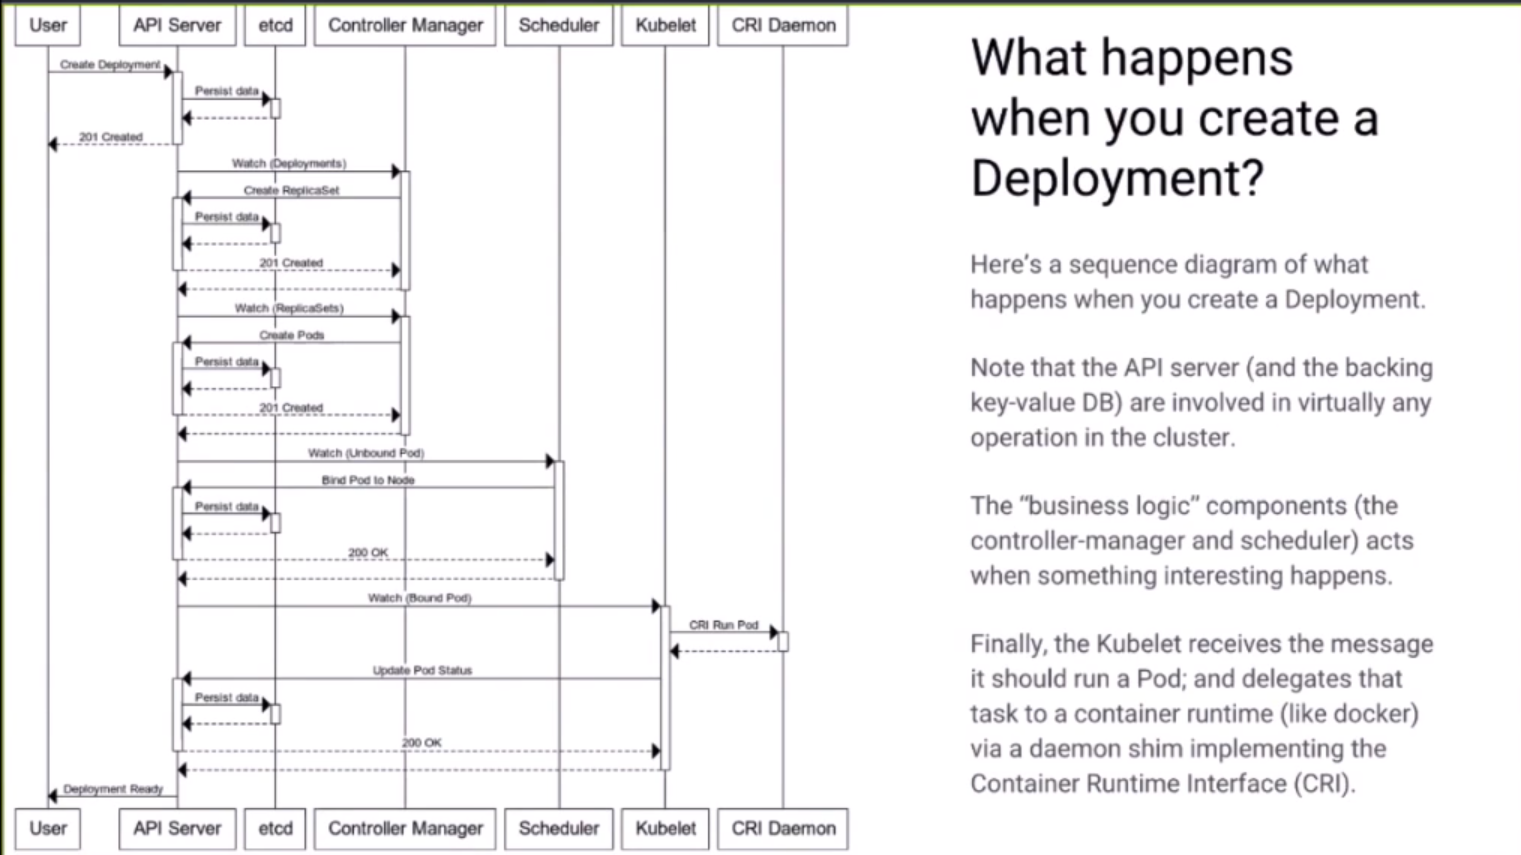 User
API Server
etcd
Controller Manager
Scheduler
Kubelet
CRI Daemon
Create Deployment
Persist data
201 Created
Watch (Deployments)
Create ReplicaSet
Persist data
201 Created
Watch (ReplicaSets)
Create Pods
Persist data
201 Created
Watch (Unbound Pod)
Bind Pod to Node
Persist data
200 OK
Watch (Bound Pod)
CRI Run Pod
Update Pod Status
Persist data
200 OK
Deployment Ready
User
API Server
etcd
Controller Manager
Scheduler
Kubelet
CRI Daemon
What happens
when you create a
Deployment?
Here's a sequence diagram of what
happens when you create a Deployment.
Note that the API server (and the backing
key-value DB) are involved in virtually any
operation in the cluster.
The “business logic” components (the
controller-manager and scheduler) acts
when something interesting happens.
Finally, the Kubelet receives the message
it should run a Pod; and delegates that
task to a container runtime (like docker)
via a daemon shim implementing the
Container Runtime Interface (CRI).